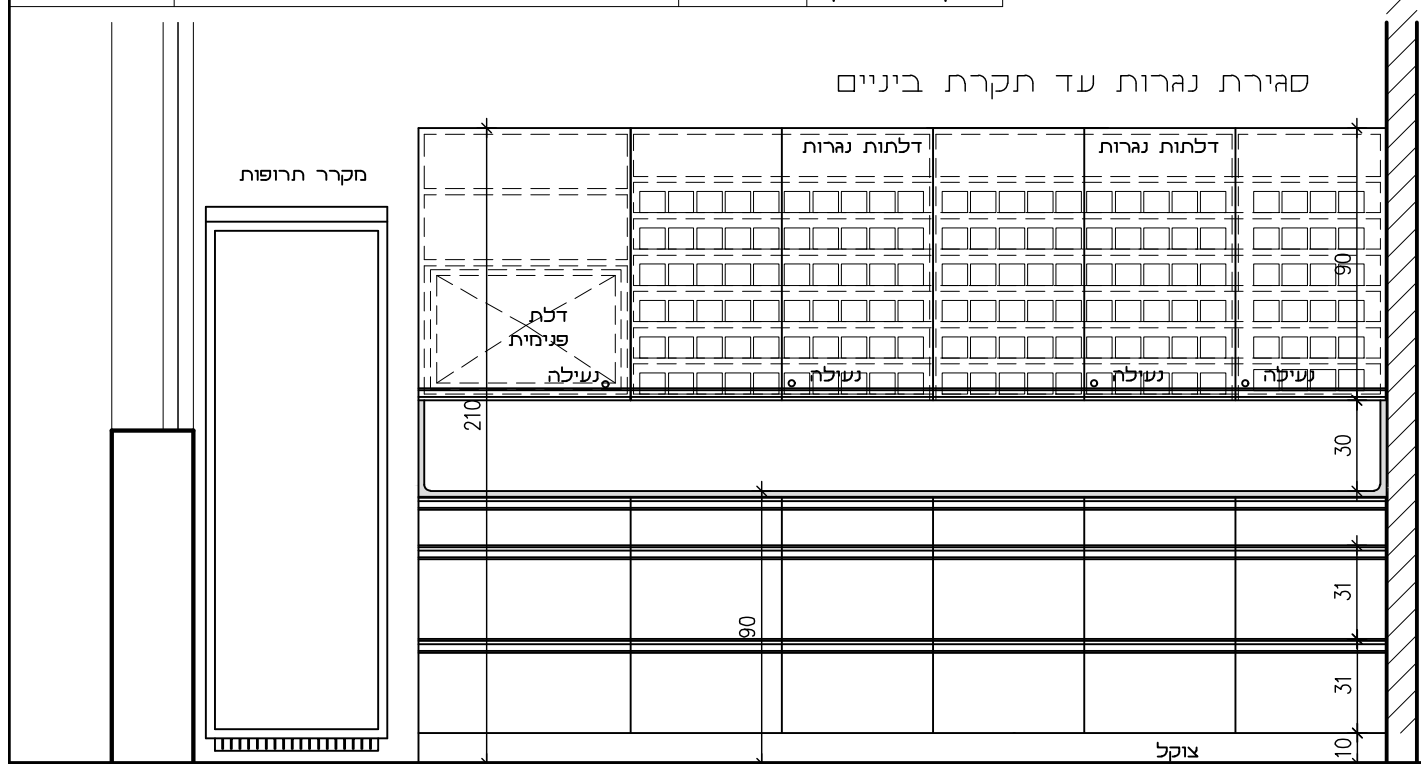 סגירת נגרות עד תקרת ביניים
דלתות נגרות
דלתות נגרות
מקרר תרופות
90
דלת
פנימית
נעילה
נעילה
נעילה
נעילה
210
30
31
90
31
10
צוקל